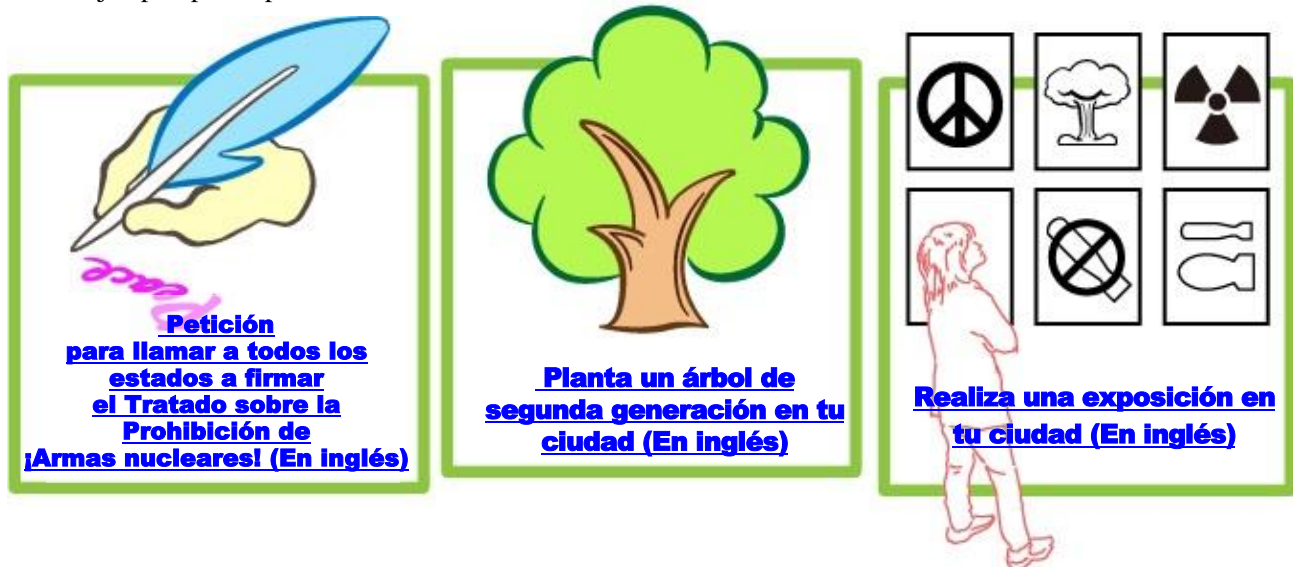 Peace
Petición
para llamar a todos los
estados a firmar
el Tratado sobre la
Prohibición de
¡Armas nucleares! (En inglés)
Planta un árbol de
segunda generación en tu
ciudad (En inglés)
Realiza una exposición en
tu ciudad (En inglés)